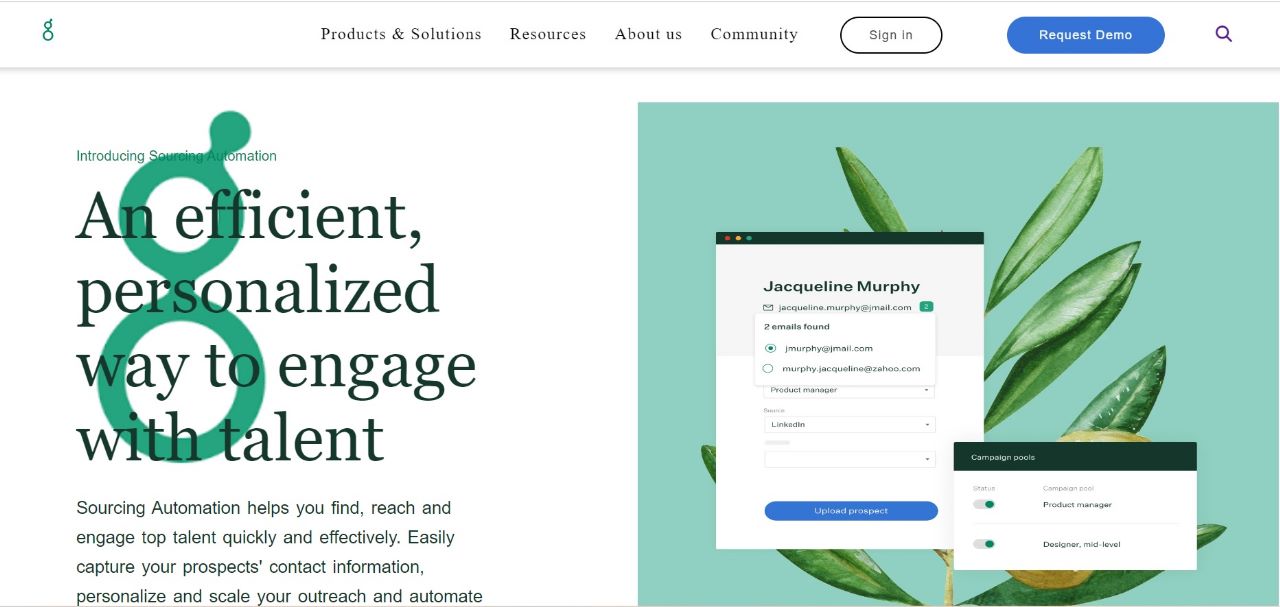 Products & Solutions Resources About us Community Sign in Request Demo
Introducing Sourcing Automation
An efficient,
personalized
way to engage
with talent
Sourcing Automation helps you find, reach and
engage top talent quickly and effectively. Easily
capture your prospects' contact information,
personalize and scale your outreach and automate
Jacqueline Murphy
jacqueline.murphy@jmail.com 2
2 emails found
jmurphy@jmail.com
murphy.jacqueline@zahoo.com
Product manager
Source
LinkedIn
Upload prospect
Campaign pools
Status Campaign pool
Product manager
Designer, mid-level